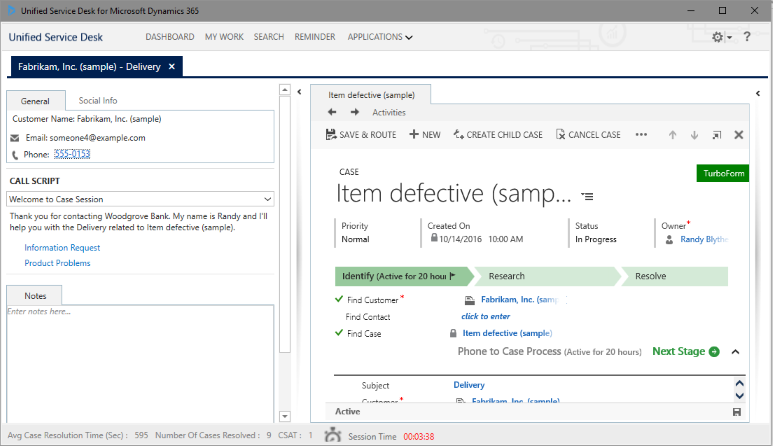 Unified Service Desk for Microsoft Dynamics 365
Unified Service Desk DASHBOARD MY WORK SEARCH REMINDER APPLICATIONS ?
Fabrikam, Inc. (sample) - Delivery ×
General Social Info
Customer Name: Fabrikam, Inc. (sample)
Email: someone4@example.com
Phone: 555-0153
CALL SCRIPT
Welcome to Case Session
Thank you for contacting Woodgrove Bank. My name is Randy and I'll
help you with the Delivery related to Item defective (sample).
Information Request
Product Problems
Notes
Enter notes here...
Item defective (sample)
Activities
SAVE & ROUTE + NEW CREATE CHILD CASE CANCEL CASE ...
CASE
TurboForm
Item defective (samp...
Priority Created On Status Owner*
Normal 10/14/2016 10:00 AM In Progress Randy Blythe
Identify (Active for 20 hour Research Resolve
Find Customer * Fabrikam, Inc. (sam
Find Contact click to enter
Find Case Item defective (sample)
Phone to Case Process (Active for 20 hours) Next Stage
Subject Delivery
Customer * Fabrikam, Inc. (sample)
Active
Avg Case Resolution Time (Sec) : 595 Number Of Cases Resolved : 9 CSAT : 1 Session Time 00:03:38